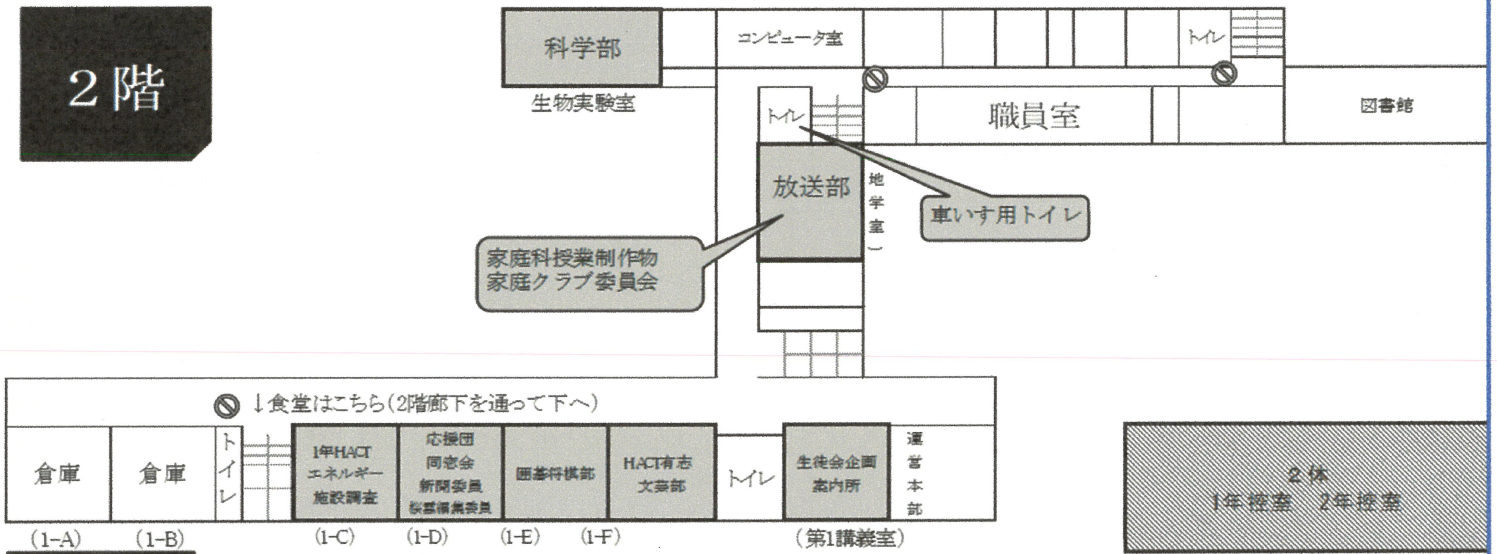 2階
科学部
生物実験室
コンピュータ室
トイレ
トイレ
職員室
図書館
放送部
地学室)
車いす用トイレ
家庭科授業制作物
家庭クラブ委員会
↓食堂はこちら(2階廊下を通って下へ)
倉庫
(1-A)
倉庫
(1-B)
トイレ
1年HACT
エネルギー
施設調査
(1-C)
応援団
同窓会
新聞委員
編集委員
(1-D)
囲碁将棋部
(1-E)
HACT有志
文芸部
(1-F)
トイレ
生徒会企画
案内所
(第1講義室)
運営本部
2体
1年控室 2年控室